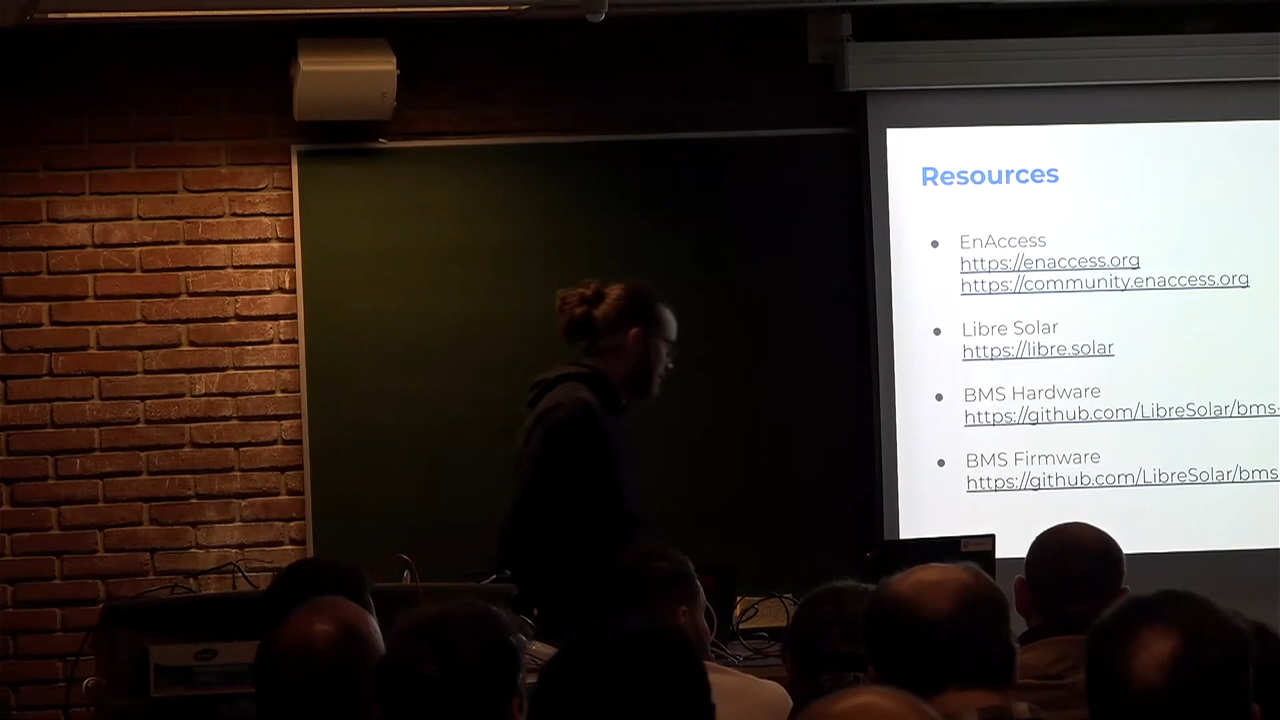 Resources
EnAccess
https://enaccess.org
https://community.enaccess.org
Libre Solar
https://libre.solar
BMS Hardware
https://github.com/LibreSolar/bms-
BMS Firmware
https://github.com/LibreSolar/bms